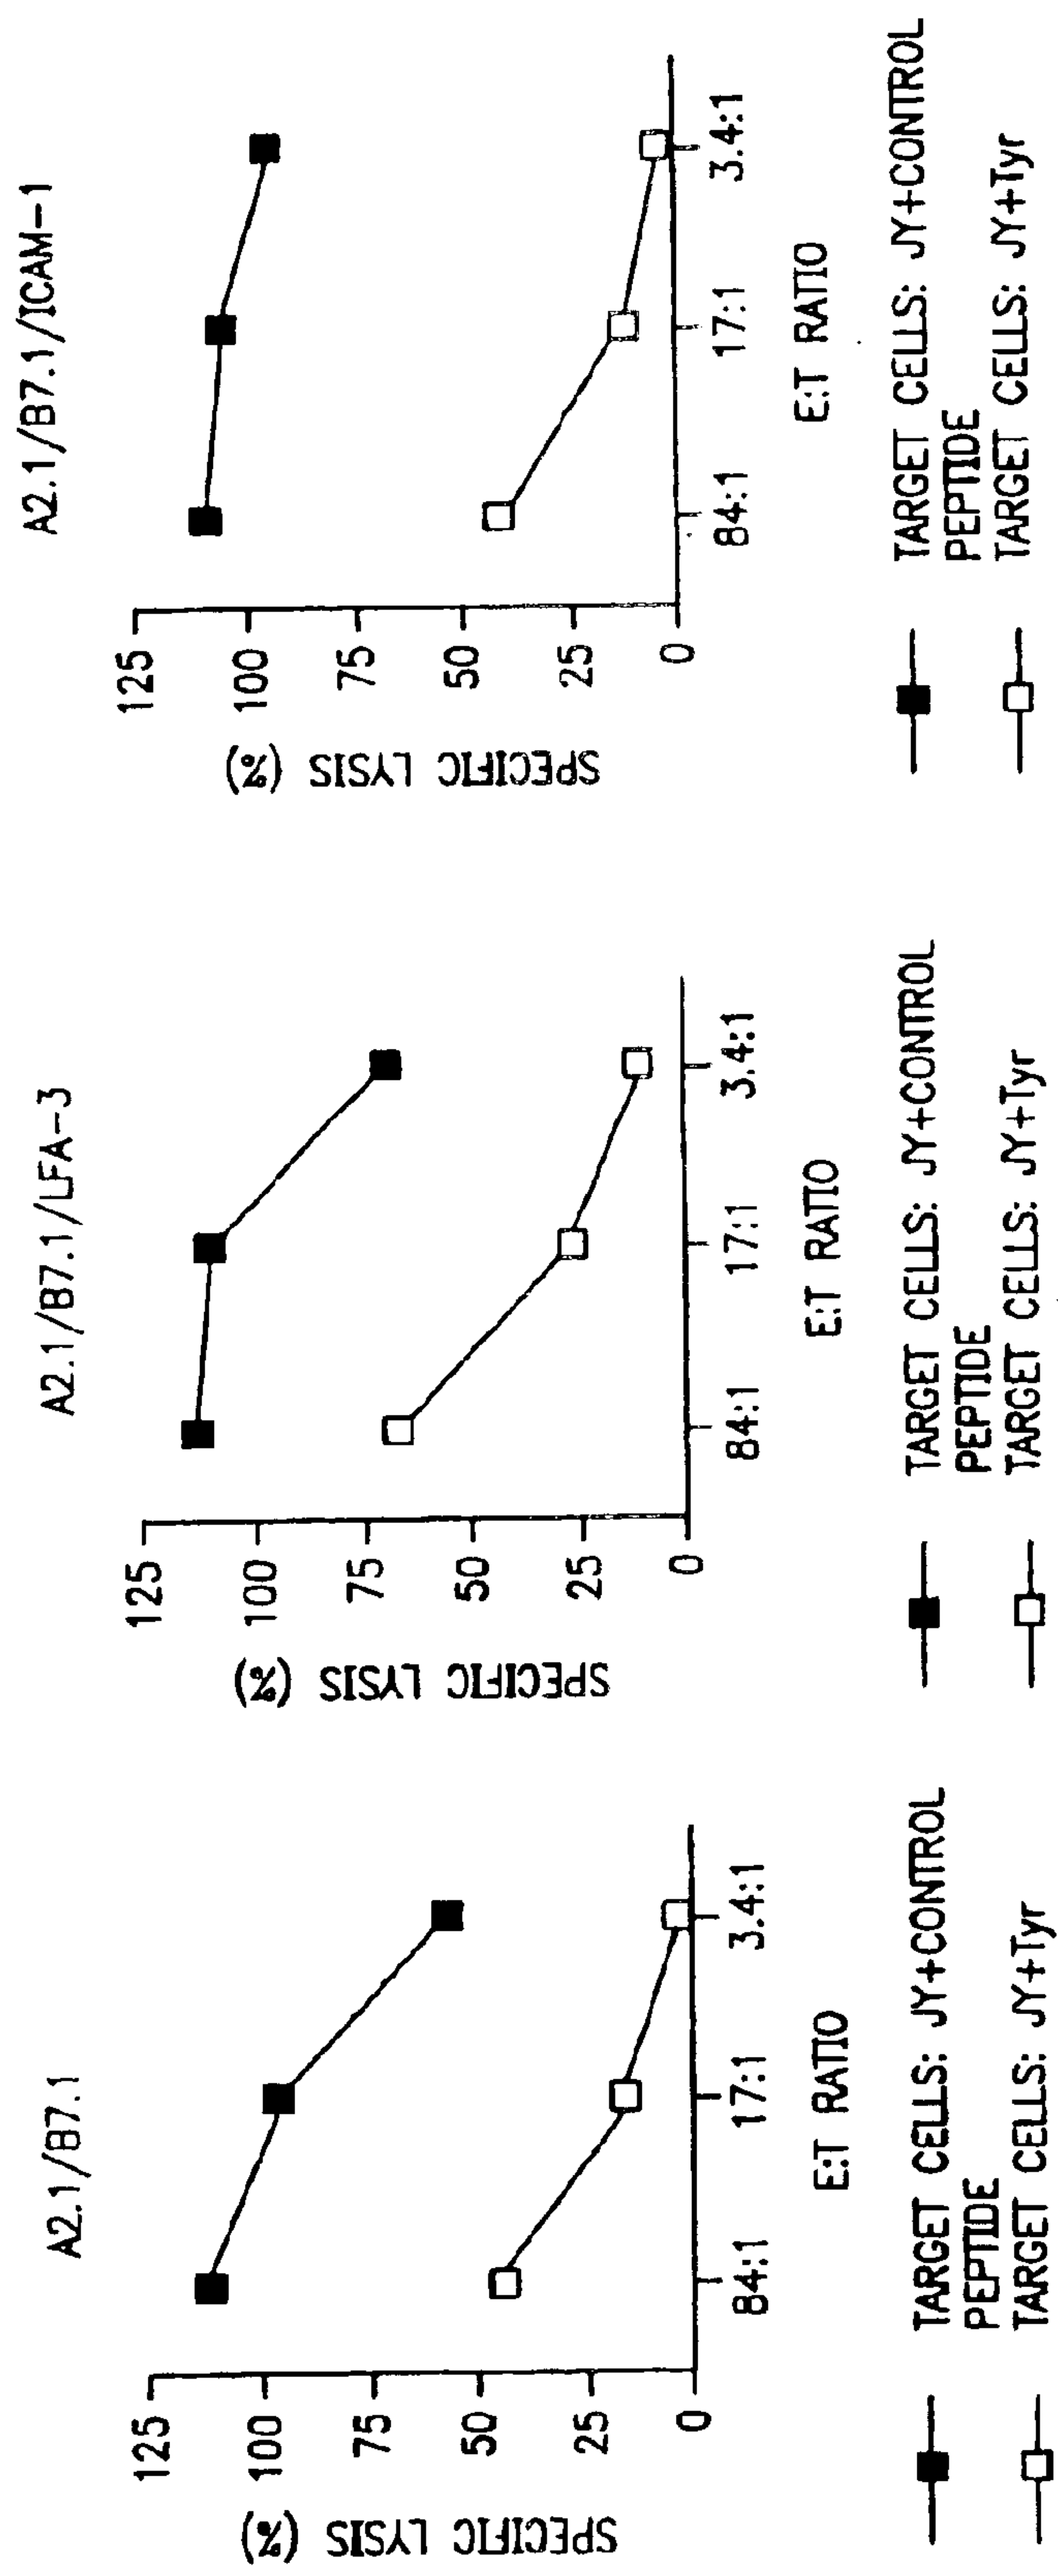 A2.1/B7.1
SPECIFIC LYSIS (%)
125
100
75
50
25
0
84:1
17:1
3.4:1
E:T RATIO
TARGET CELLS: JY+CONTROL
PEPTIDE
TARGET CELLS: JY+Tyr
A2.1/B7.1/LFA-3
SPECIFIC LYSIS (%)
125
100
75
50
25
0
84:1
17:1
3.4:1
E:T RATIO
TARGET CELLS: JY+CONTROL
PEPTIDE
TARGET CELLS: JY+Tyr
A2.1/B7.1/ICAM-1
SPECIFIC LYSIS (%)
125
100
75
50
25
0
84:1
17:1
3.4:1
E:T RATIO
TARGET CELLS: JY+CONTROL
PEPTIDE
TARGET CELLS: JY+Tyr